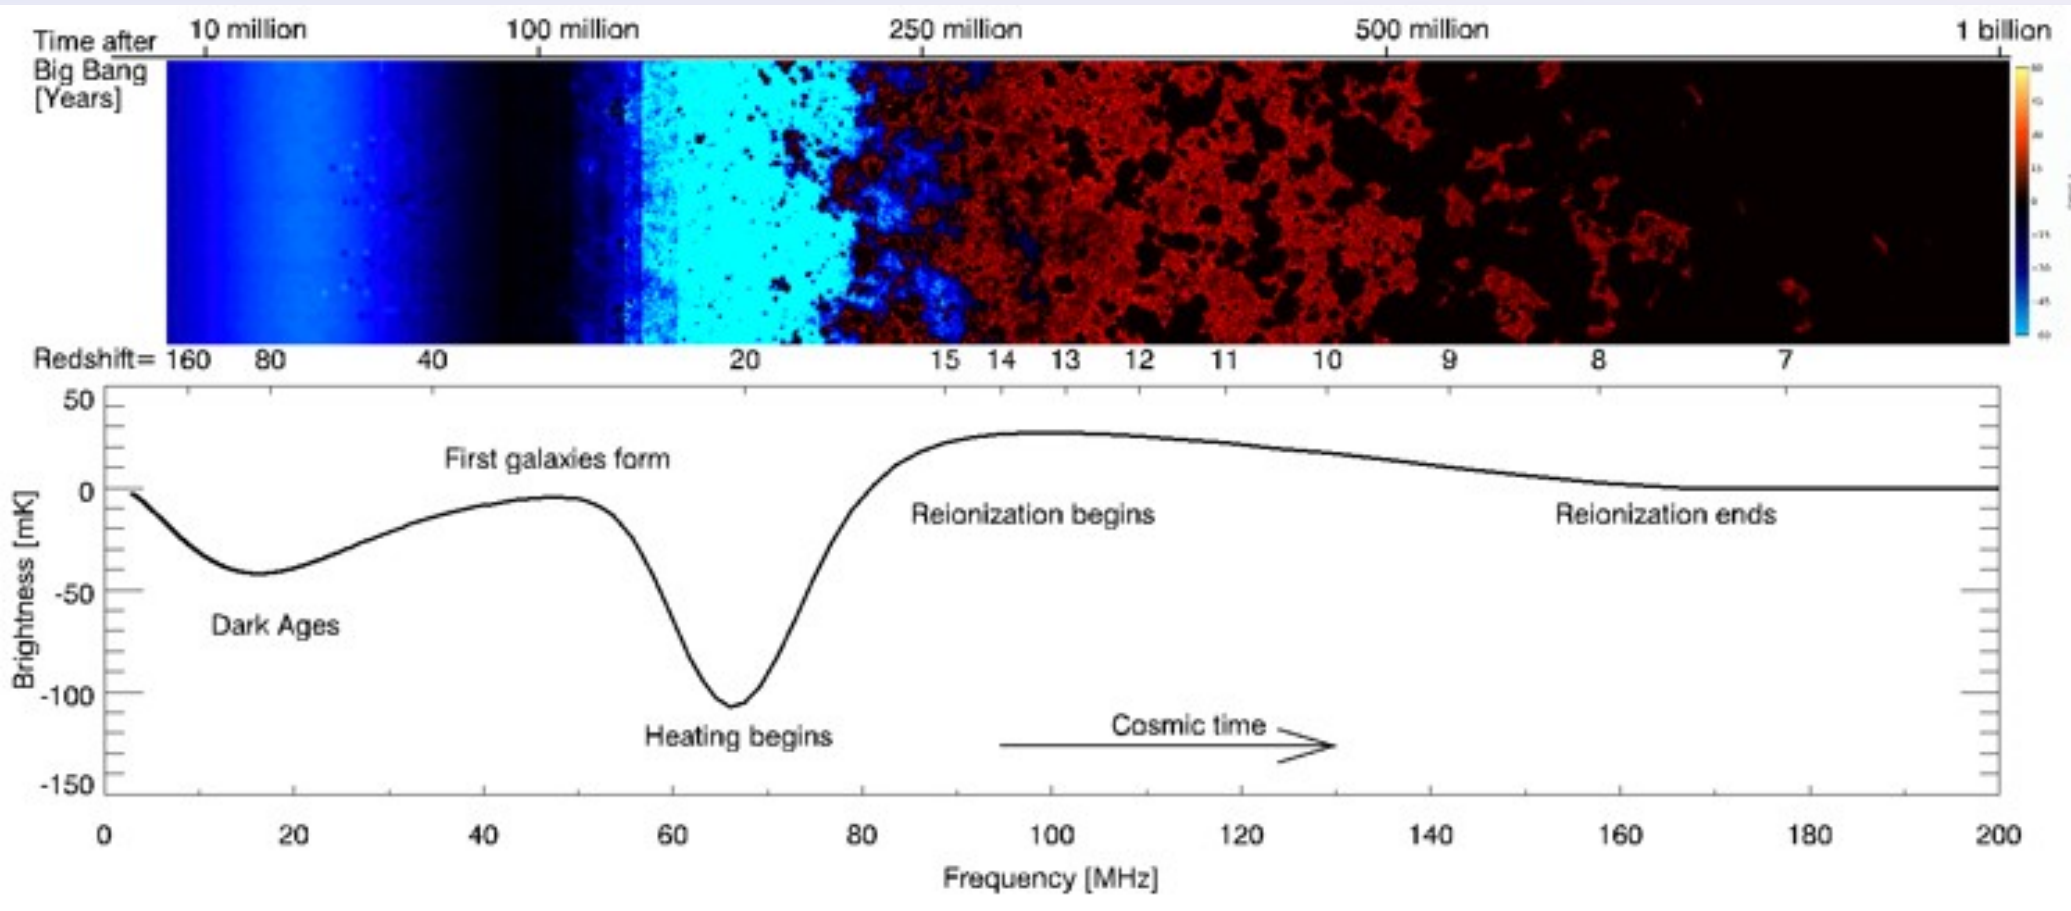 10 million 100 million 250 million 500 million 1 billion
Time after
Big Bang
[Years]
Redshift= 160 80 40 20 15 14 13 12 11 10 9 8 7
50
First galaxies form
0
Reionization begins Reionization ends
-50
Dark Ages
-100
Cosmic time
Heating begins
-150
Brightness [mK]
0 20 40 60 80 100 120 140 160 180 200
Frequency [MHz]